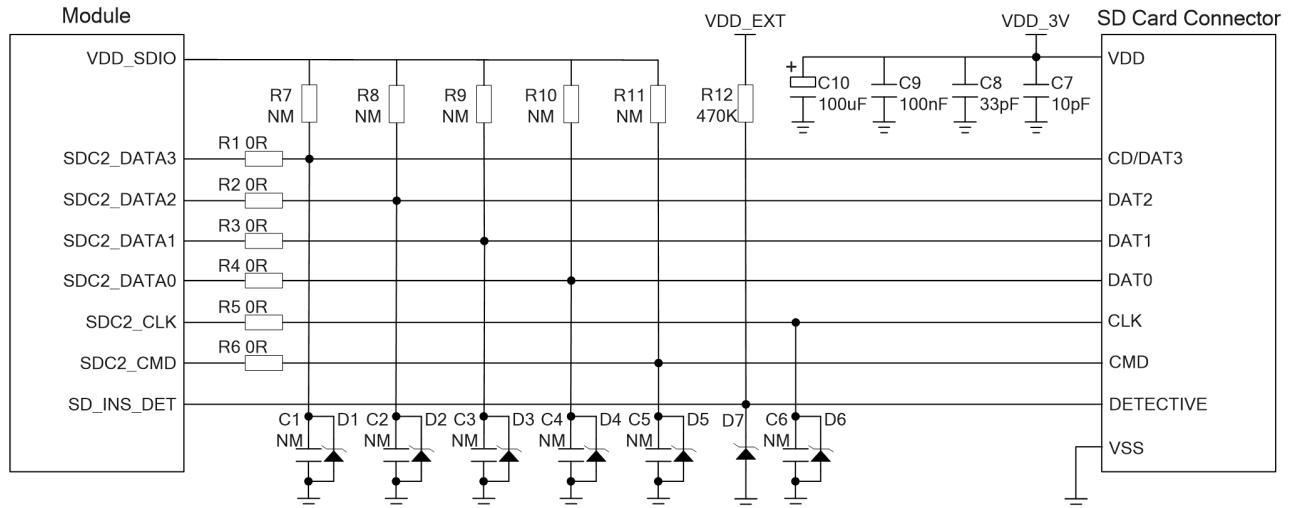 Module
VDD_EXT
VDD_3V
SD Card Connector
VDD_SDIO
VDD
R7
NM
R8
NM
R9
NM
R10
NM
R11
NM
R12
470K
+
C10
100uF
C9
100nF
C8
33pF
C7
10pF
SDC2_DATA3
R1 0R
CD/DAT3
SDC2_DATA2
R2 0R
DAT2
SDC2_DATA1
R3 0R
DAT1
SDC2_DATA0
R4 0R
DAT0
SDC2_CLK
R5 0R
CLK
SDC2_CMD
R6 0R
CMD
SD_INS_DET
DETECTIVE
C1
NM
D1
C2
NM
D2
C3
NM
D3
C4
NM
D4
C5
NM
D5
D7
C6
NM
D6
VSS